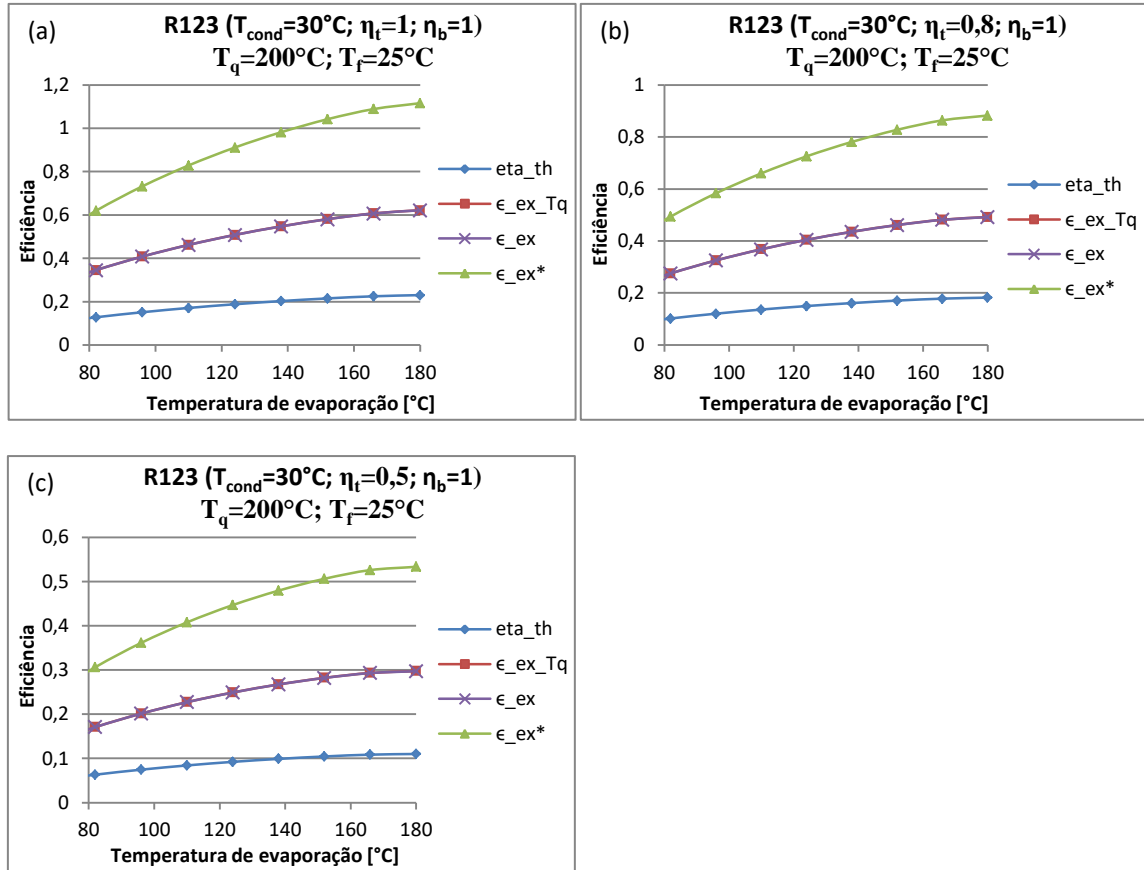 (a)
R123 (Tcond=30°C; ηt=1; ηb=1)
Tq=200°C; Tf=25°C
1,2
1
0,8
0,6
0,4
0,2
0
Eficiência
80 100 120 140 160 180
Temperatura de evaporação [°C]
eta_th
ϵ_ex_Tq
ϵ_ex
ϵ_ex*
(b)
R123 (Tcond=30°C; ηt=0,8; ηb=1)
Tq=200°C; Tf=25°C
1
0,8
0,6
0,4
0,2
0
Eficiência
80 100 120 140 160 180
Temperatura de evaporação [°C]
eta_th
ϵ_ex_Tq
ϵ_ex
ϵ_ex*
(c)
R123 (Tcond=30°C; ηt=0,5; ηb=1)
Tq=200°C; Tf=25°C
0,6
0,5
0,4
0,3
0,2
0,1
0
Eficiência
80 100 120 140 160 180
Temperatura de evaporação [°C]
eta_th
ϵ_ex_Tq
ϵ_ex
ϵ_ex*